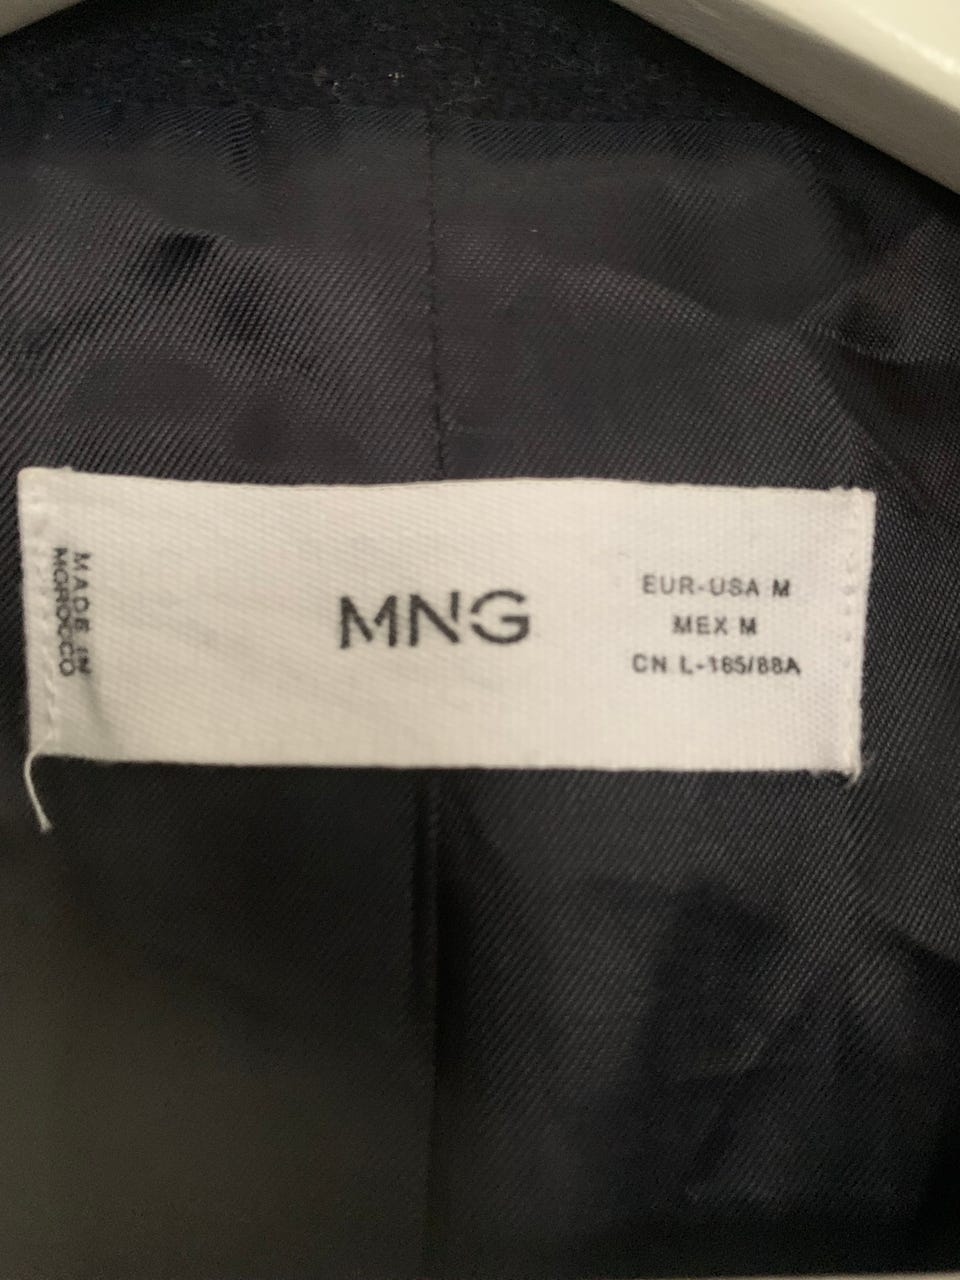 MADE IN
MOROCCO
MNG
EUR-USA M
MEX M
CN L-165/88A